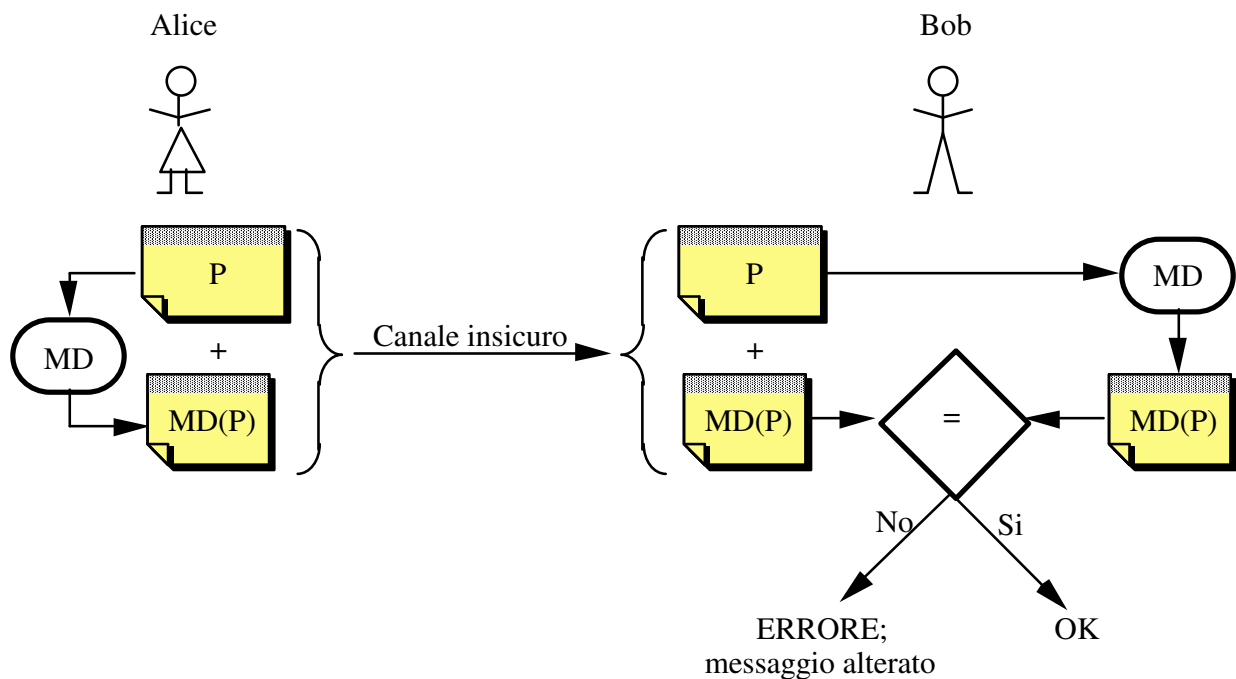 Alice
Bob
P
P
MD
MD
+
Canale insicuro
+
MD(P)
MD(P)
=
MD(P)
No
Si
ERRORE;
messaggio alterato
OK